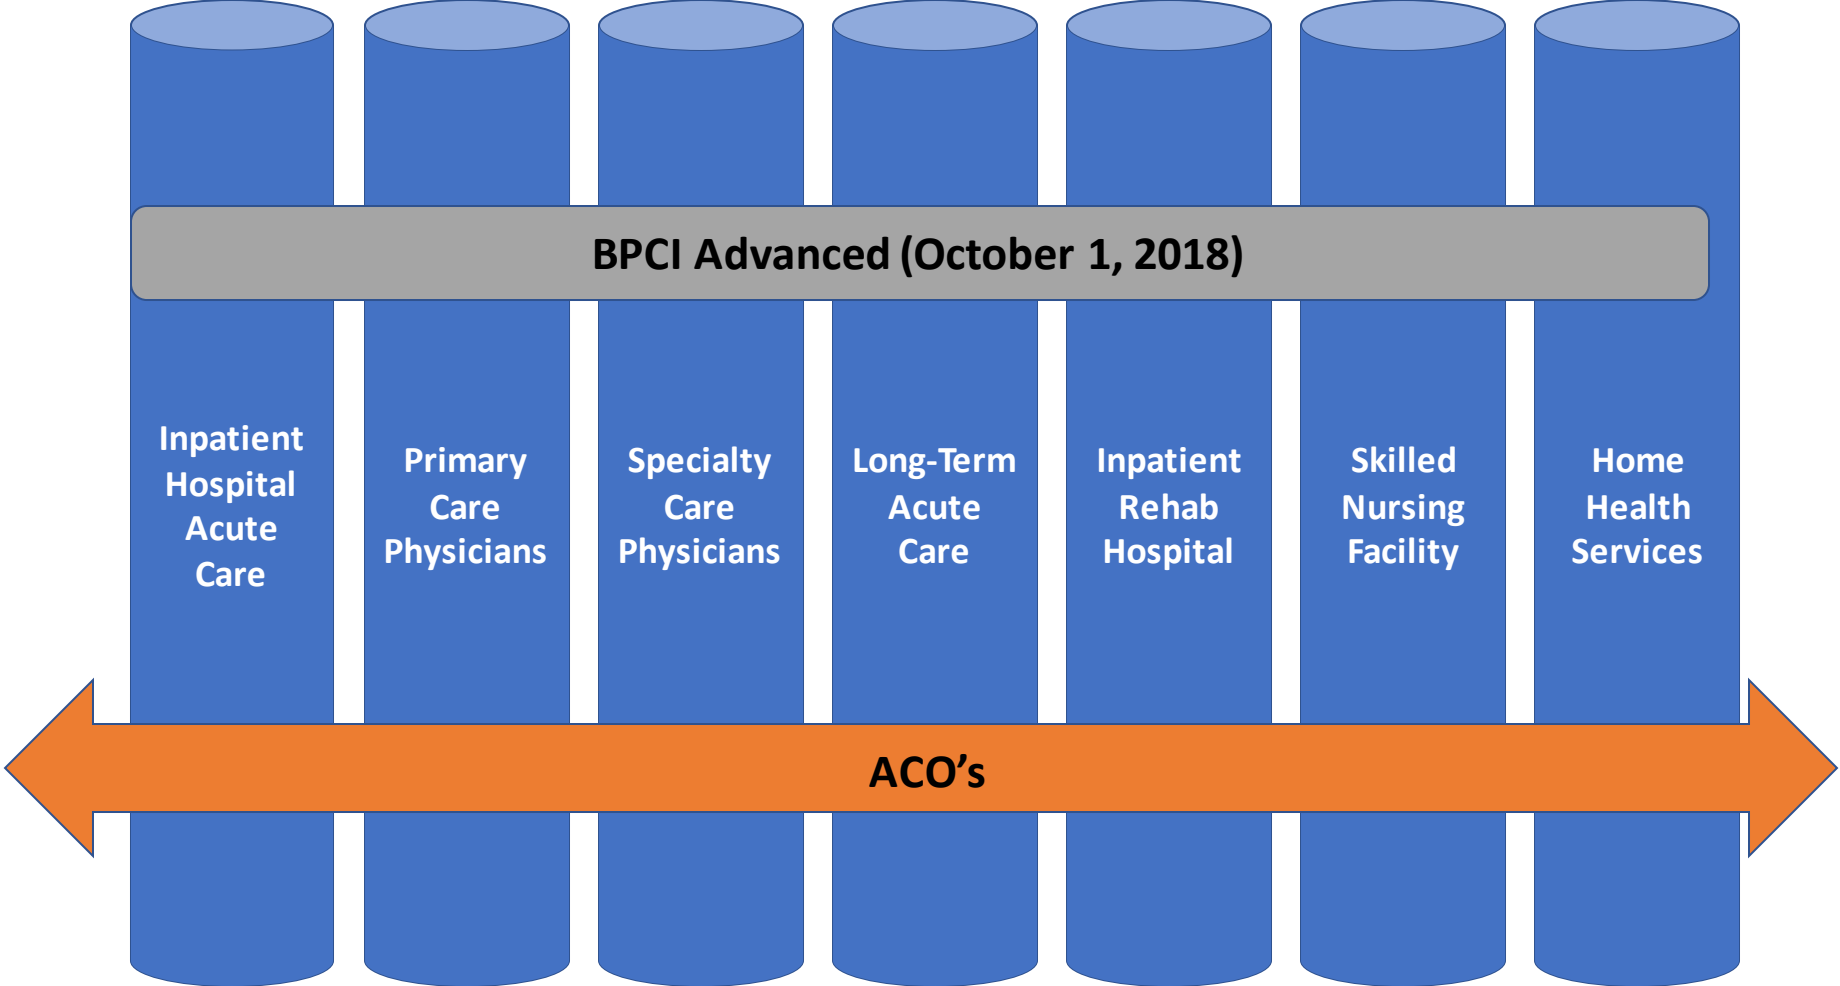 BPCI Advanced (October 1, 2018)
Inpatient
Hospital
Acute
Care
Primary
Care
Physicians
Specialty
Care
Physicians
Long-Term
Acute
Care
Inpatient
Rehab
Hospital
Skilled
Nursing
Facility
Home
Health
Services
ACO’s